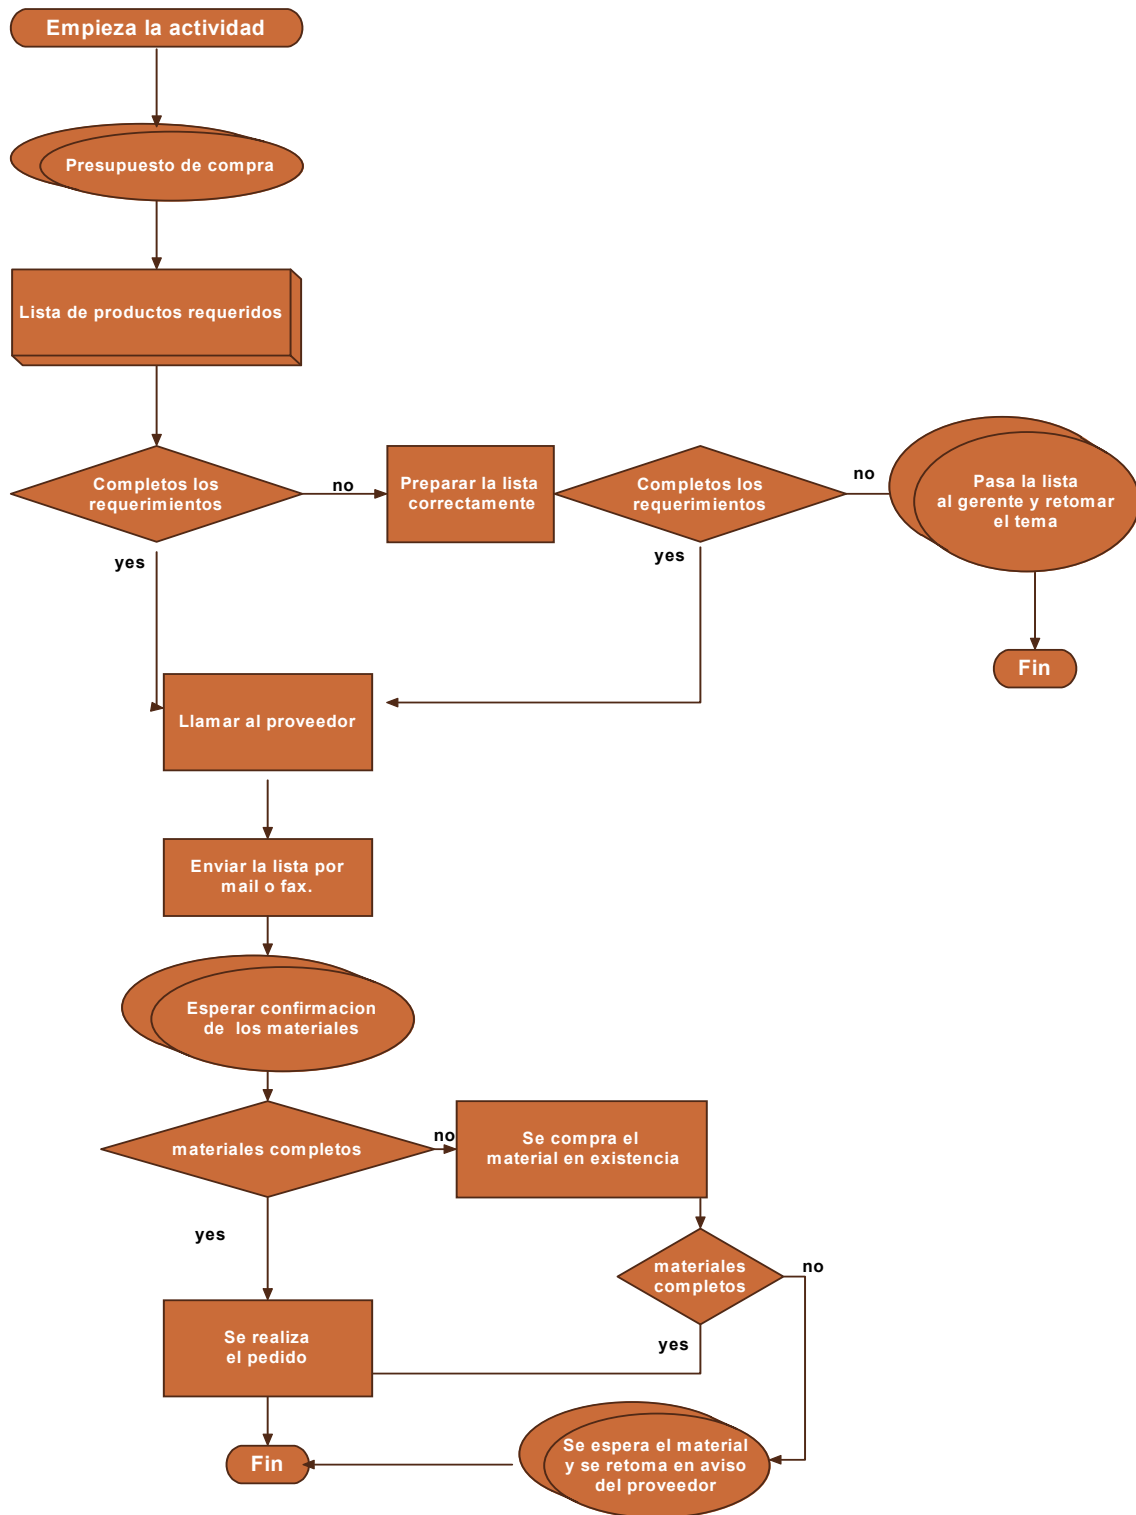 Empieza la actividad
Presupuesto de compra
Lista de productos requeridos
Completos los
requerimientos
no
Preparar la lista
correctamente
Completos los
requerimientos
no
Pasa la lista
al gerente y retomar
el tema
yes
yes
Fin
Llamar al proveedor
Enviar la lista por
mail o fax.
Esperar confirmacion
de los materiales
materiales completos
no
Se compra el
material en existencia
yes
materiales
completos
no
yes
Se realiza
el pedido
Fin
Se espera el material
y se retoma en aviso
del proveedor